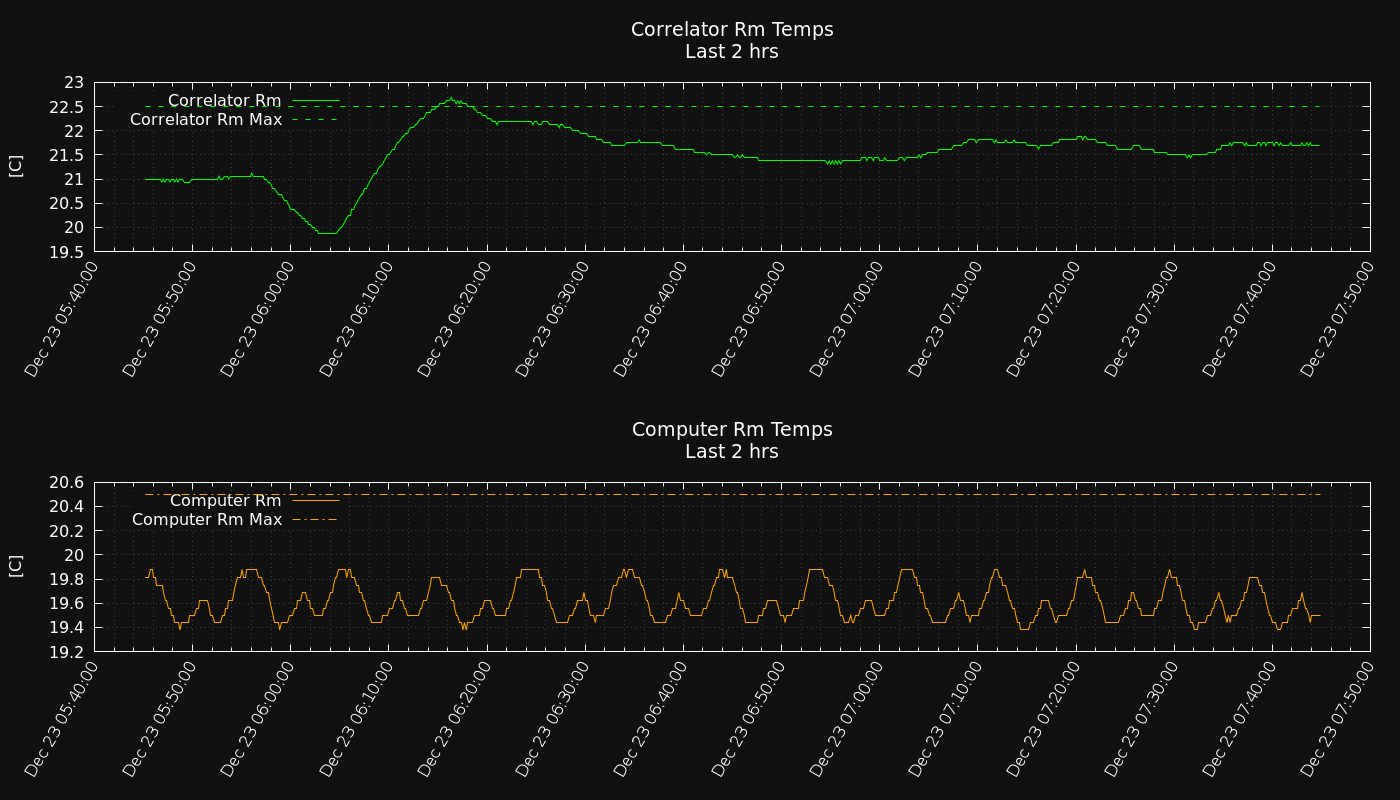 Correlator Rm Temps
Last 2 hrs
23
22.5
22
21.5
21
20.5
20
19.5
[C]
Correlator Rm
Correlator Rm Max
Dec 23 05:40:00
Dec 23 05:50:00
Dec 23 06:00:00
Dec 23 06:10:00
Dec 23 06:20:00
Dec 23 06:30:00
Dec 23 06:40:00
Dec 23 06:50:00
Dec 23 07:00:00
Dec 23 07:10:00
Dec 23 07:20:00
Dec 23 07:30:00
Dec 23 07:40:00
Dec 23 07:50:00
Computer Rm Temps
Last 2 hrs
20.6
20.4
20.2
20
19.8
19.6
19.4
19.2
[C]
Computer Rm
Computer Rm Max
Dec 23 05:40:00
Dec 23 05:50:00
Dec 23 06:00:00
Dec 23 06:10:00
Dec 23 06:20:00
Dec 23 06:30:00
Dec 23 06:40:00
Dec 23 06:50:00
Dec 23 07:00:00
Dec 23 07:10:00
Dec 23 07:20:00
Dec 23 07:30:00
Dec 23 07:40:00
Dec 23 07:50:00